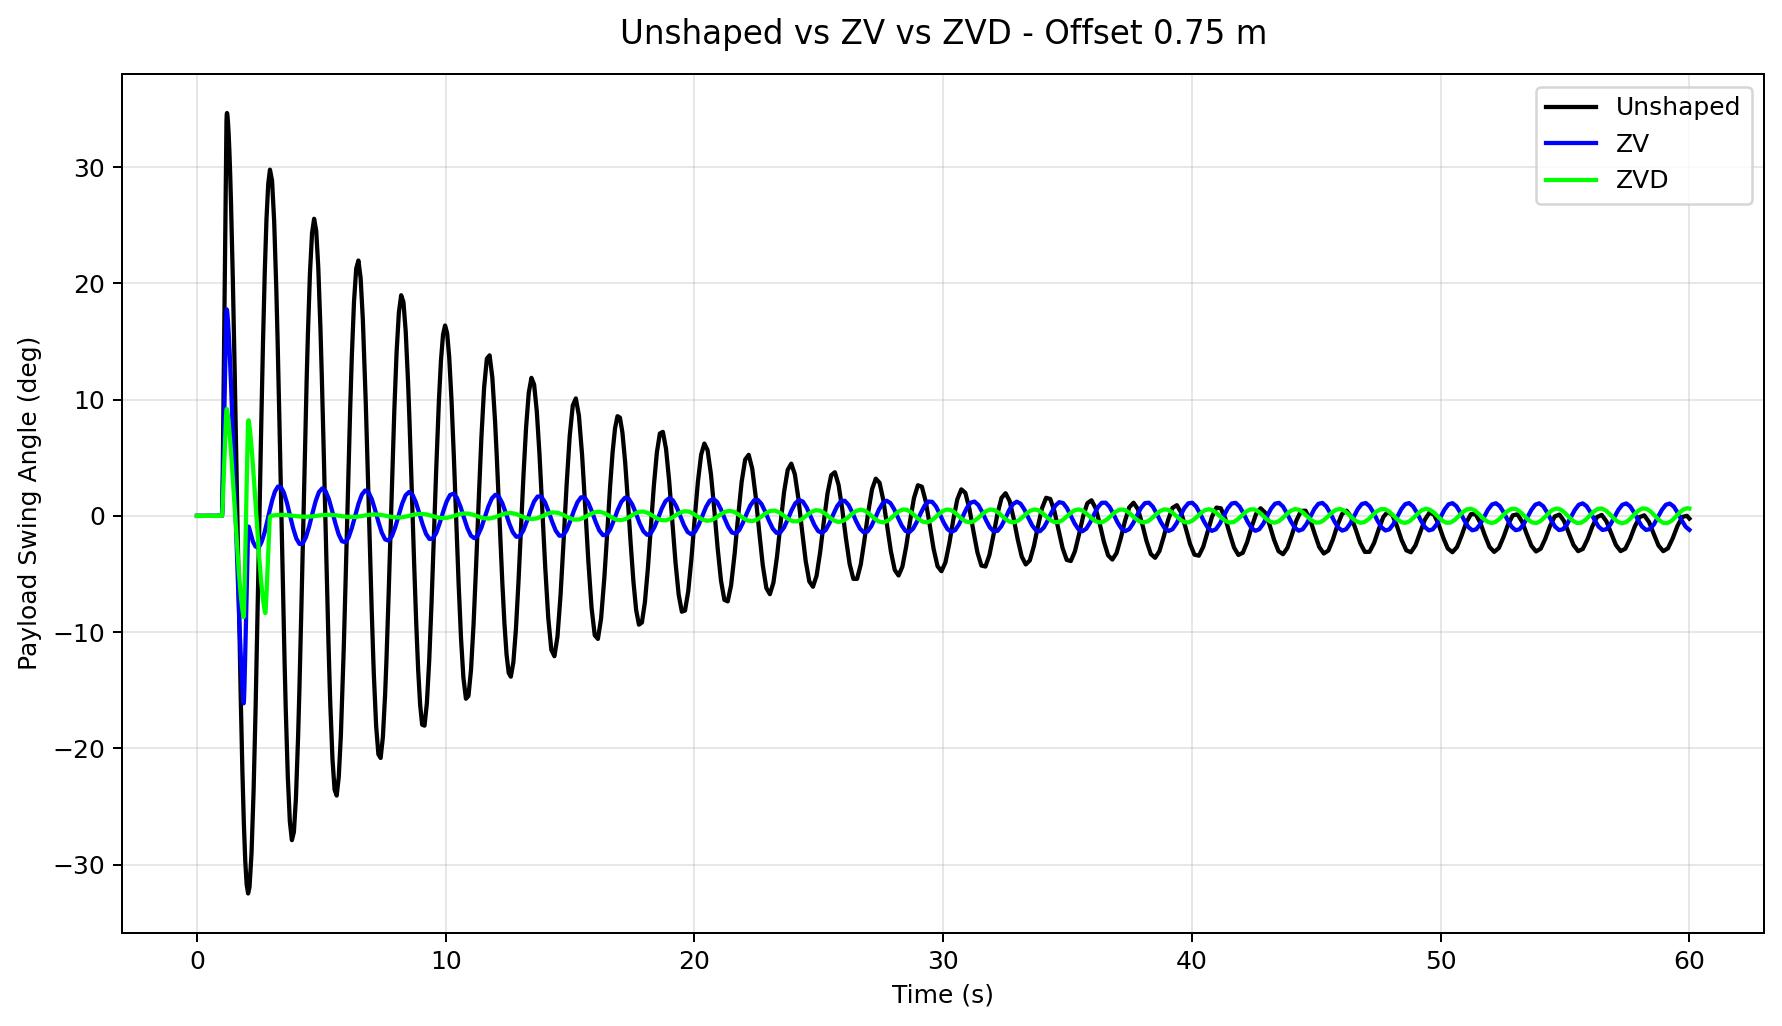 Unshaped vs ZV vs ZVD - Offset 0.75 m
Unshaped
ZV
ZVD
Payload Swing Angle (deg)
30
20
10
0
−10
−20
−30
0 10 20 30 40 50 60
Time (s)